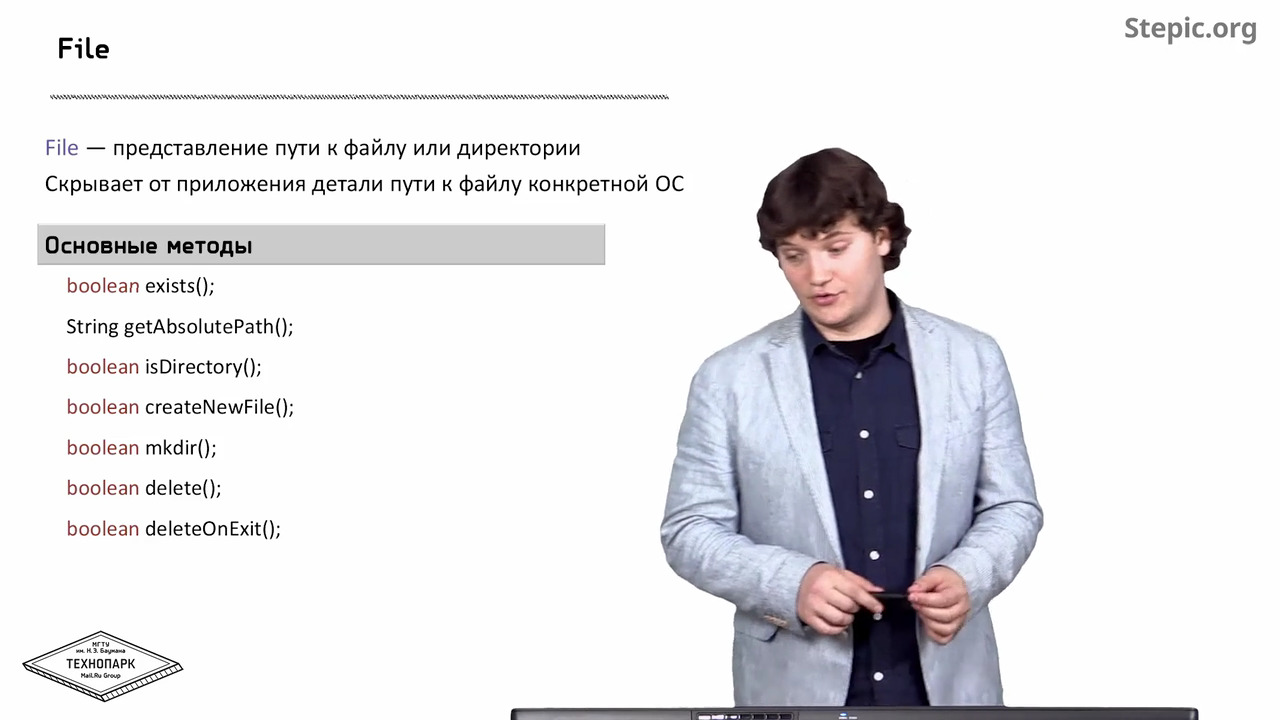 File
Stepic.org
File — представление пути к файлу или директории
Скрывает от приложения детали пути к файлу конкретной ОС
Основные методы
boolean exists();
String getAbsolutePath();
boolean isDirectory();
boolean createNewFile();
boolean mkdir();
boolean delete();
boolean deleteOnExit();
МГТУ
им. Н.Э. Баумана
ТЕХНОПАРК
Mail.Ru Group